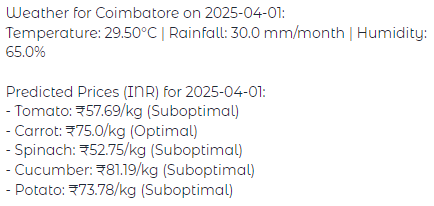 Weather for Coimbatore on 2025-04-01:
Temperature: 29.50°C | Rainfall: 30.0 mm/month | Humidity:
65.0%
Predicted Prices (INR) for 2025-04-01:
- Tomato: ₹57.69/kg (Suboptimal)
- Carrot: ₹75.0/kg (Optimal)
- Spinach: ₹52.75/kg (Suboptimal)
- Cucumber: ₹81.19/kg (Suboptimal)
- Potato: ₹73.78/kg (Suboptimal)